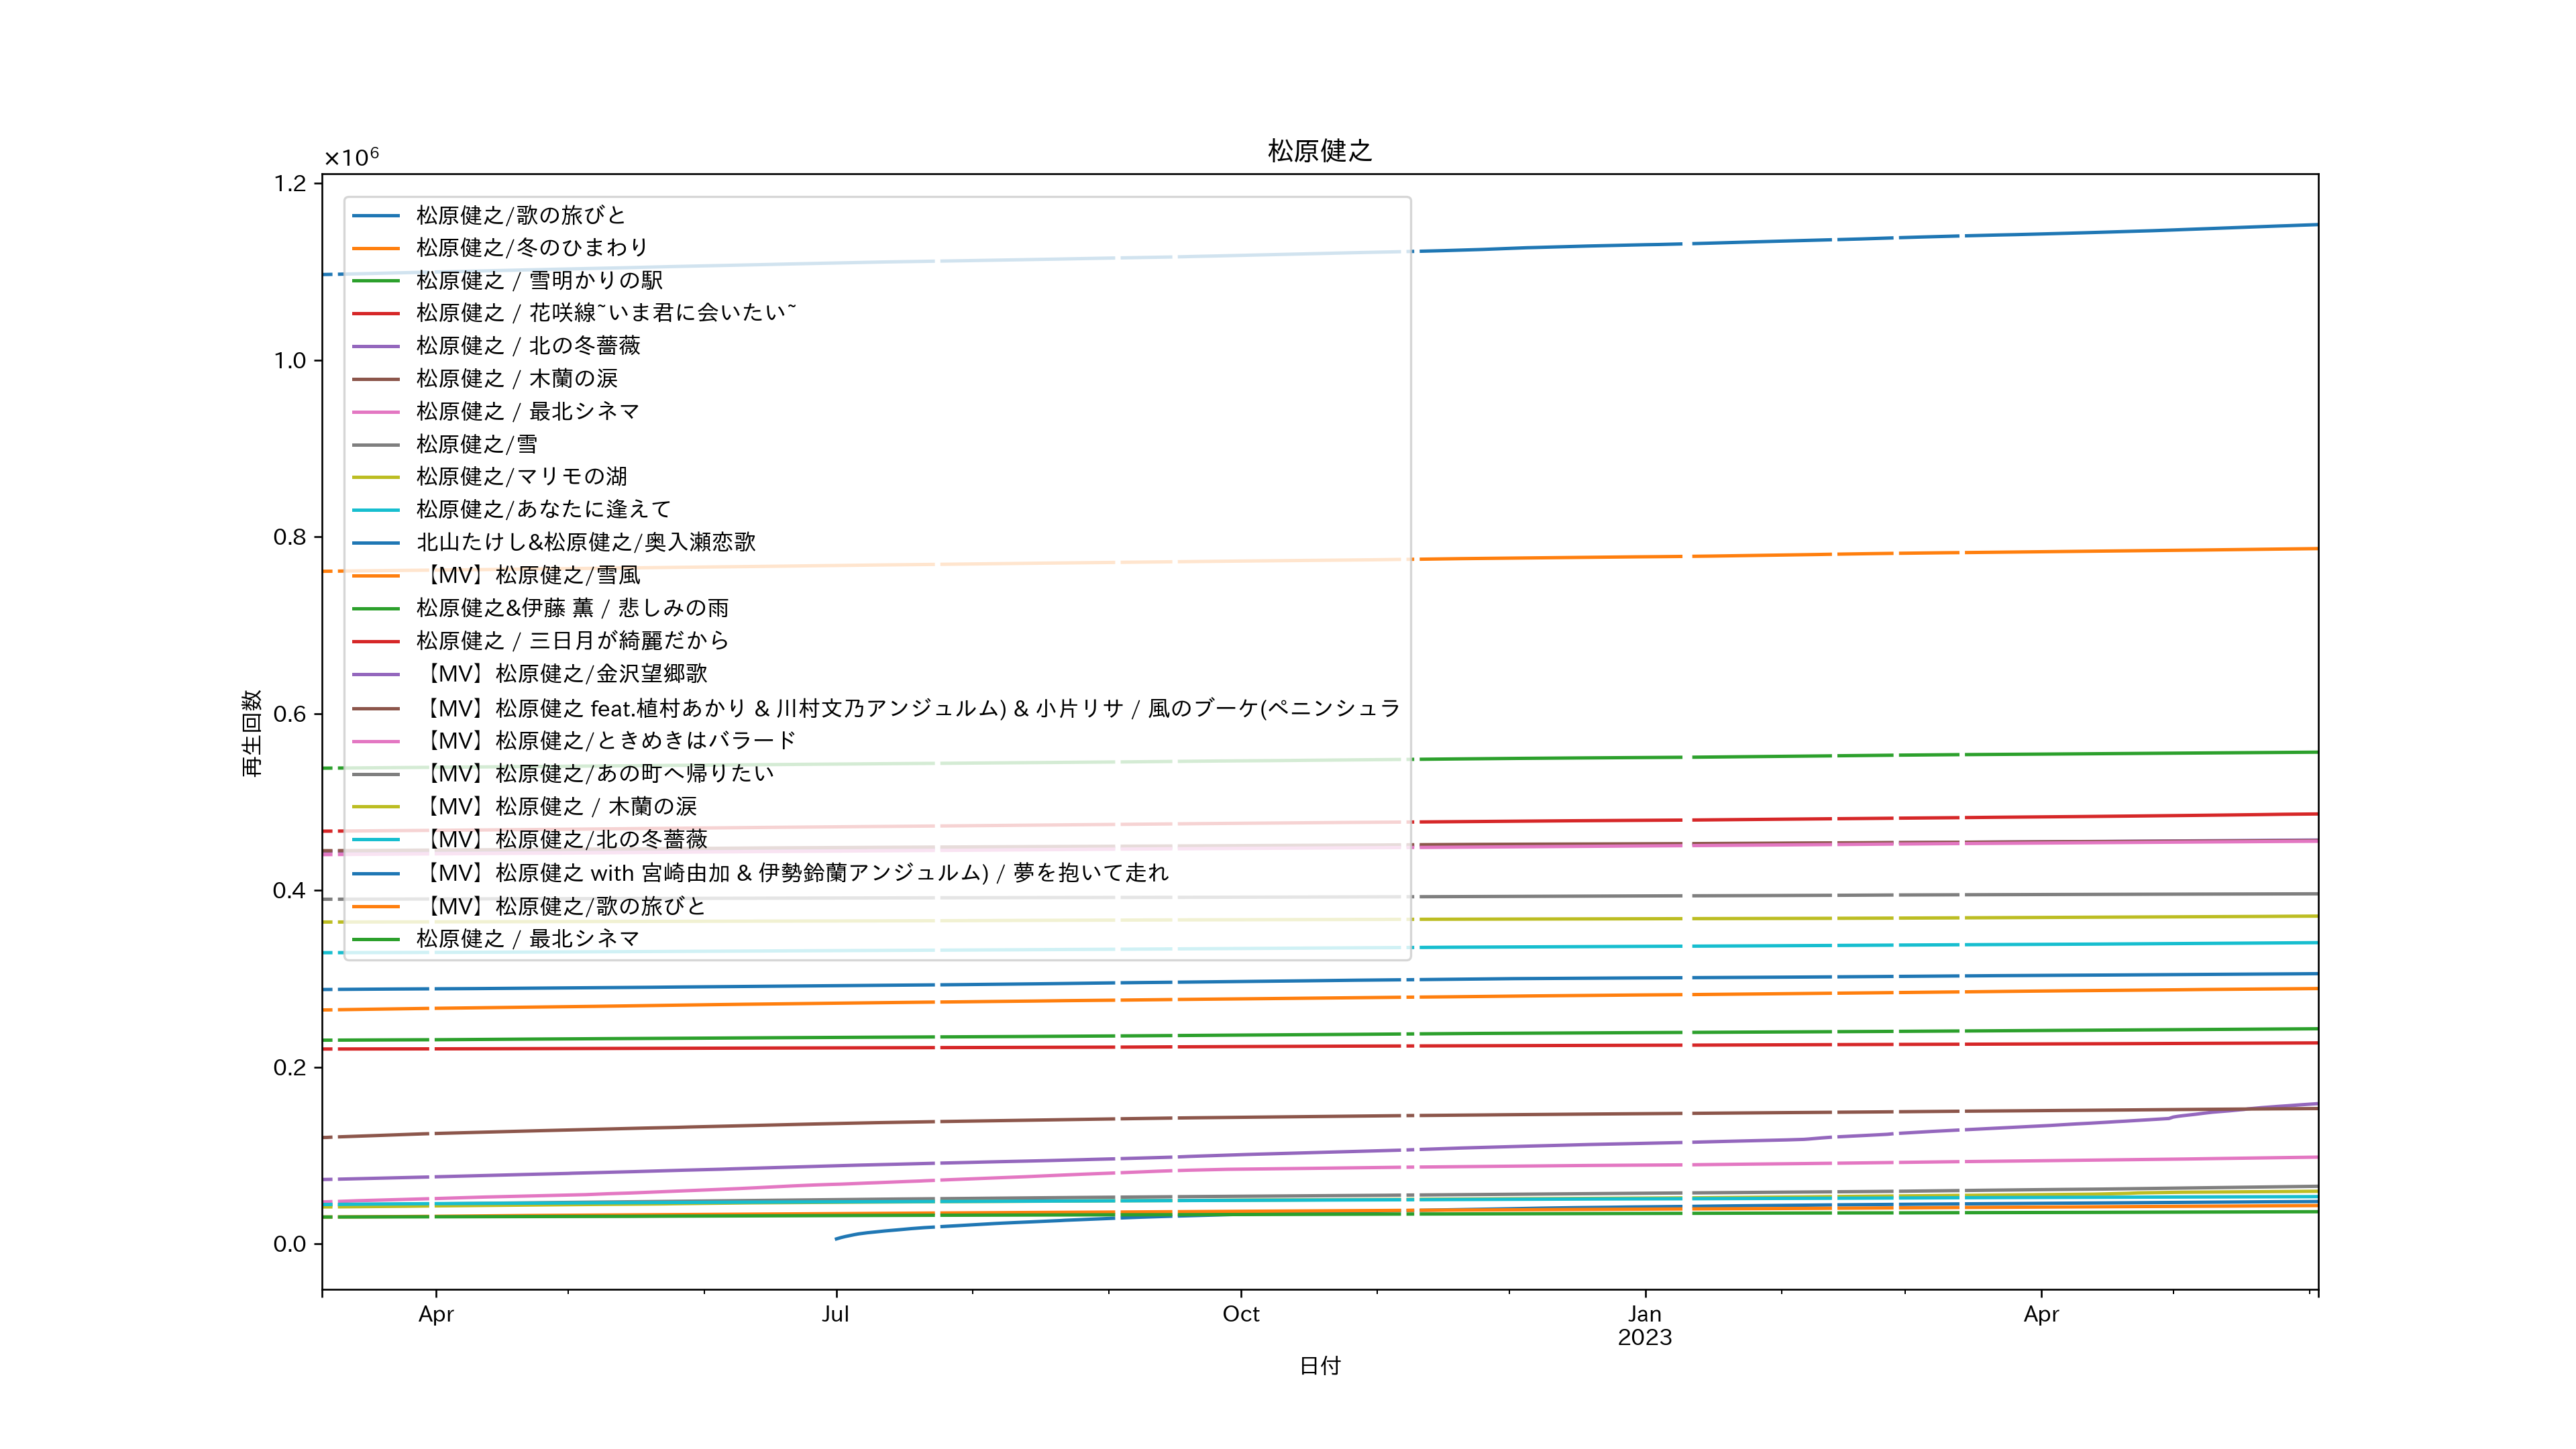 松原健之
×10⁶
1.2
1.0
0.8
0.6
0.4
0.2
0.0
再生回数
松原健之/歌の旅びと
松原健之/冬のひまわり
松原健之 / 雪明かりの駅
松原健之 / 花咲線~いま君に会いたい~
松原健之 / 北の冬薔薇
松原健之 / 木蘭の涙
松原健之 / 最北シネマ
松原健之/雪
松原健之/マリモの湖
松原健之/あなたに逢えて
北山たけし&松原健之/奥入瀬恋歌
【MV】松原健之/雪風
松原健之&伊藤 薫 / 悲しみの雨
松原健之 / 三日月が綺麗だから
【MV】松原健之/金沢望郷歌
【MV】松原健之 feat.植村あかり & 川村文乃アンジュルム) & 小片リサ / 風のブーケ(ペニンシュラ
【MV】松原健之/ときめきはバラード
【MV】松原健之/あの町へ帰りたい
【MV】松原健之 / 木蘭の涙
【MV】松原健之/北の冬薔薇
【MV】松原健之 with 宮崎由加 & 伊勢鈴蘭アンジュルム) / 夢を抱いて走れ
【MV】松原健之/歌の旅びと
松原健之 / 最北シネマ
Apr
Jul
Oct
Jan
2023
Apr
日付